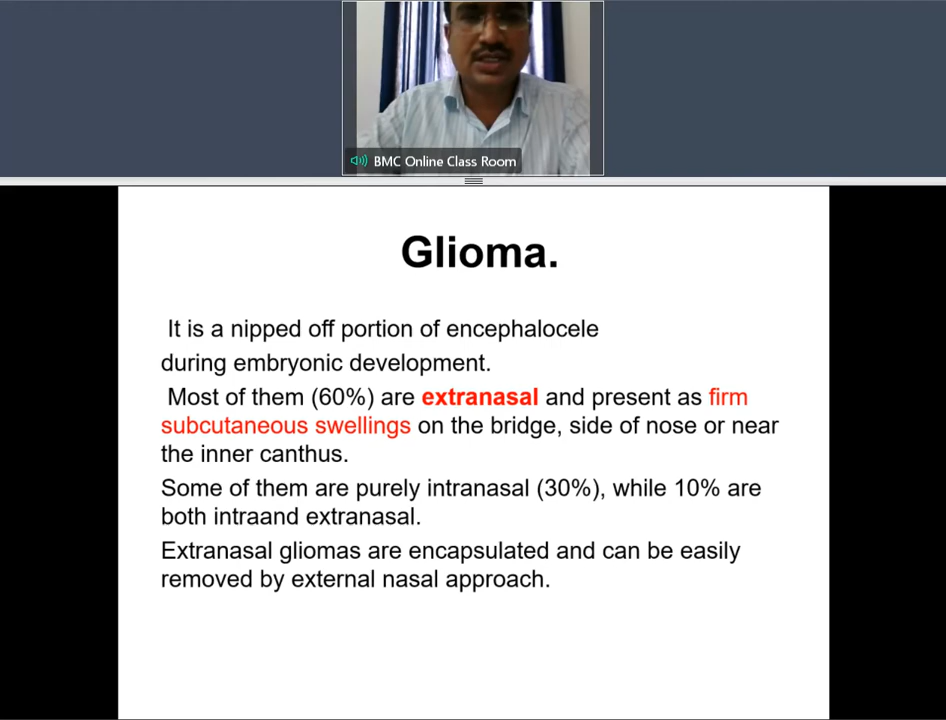 BMC Online Class Room
Glioma.
It is a nipped off portion of encephalocele
during embryonic development.
Most of them (60%) are extranasal and present as firm
subcutaneous swellings on the bridge, side of nose or near
the inner canthus.
Some of them are purely intranasal (30%), while 10% are
both intraand extranasal.
Extranasal gliomas are encapsulated and can be easily
removed by external nasal approach.